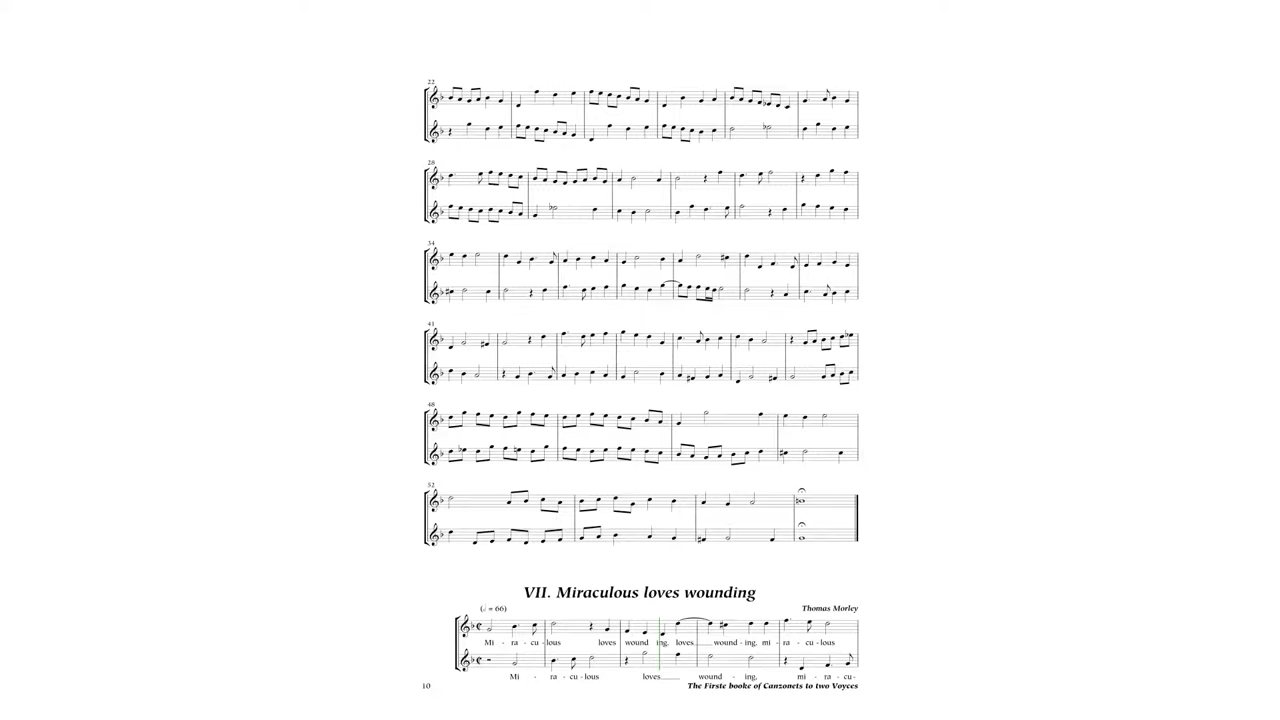 22
28
34
41
48
52
VII. Miraculous loves wounding
(𝅗𝅥 = 66) Thomas Morley
Mi - ra - cu - lous loves wound ing, loves wound - ing, mi - ra - cu - lous
Mi - ra - cu - lous loves wound - ing, mi - ra - cu-
10 The Firste booke of Canzonets to two Voyces